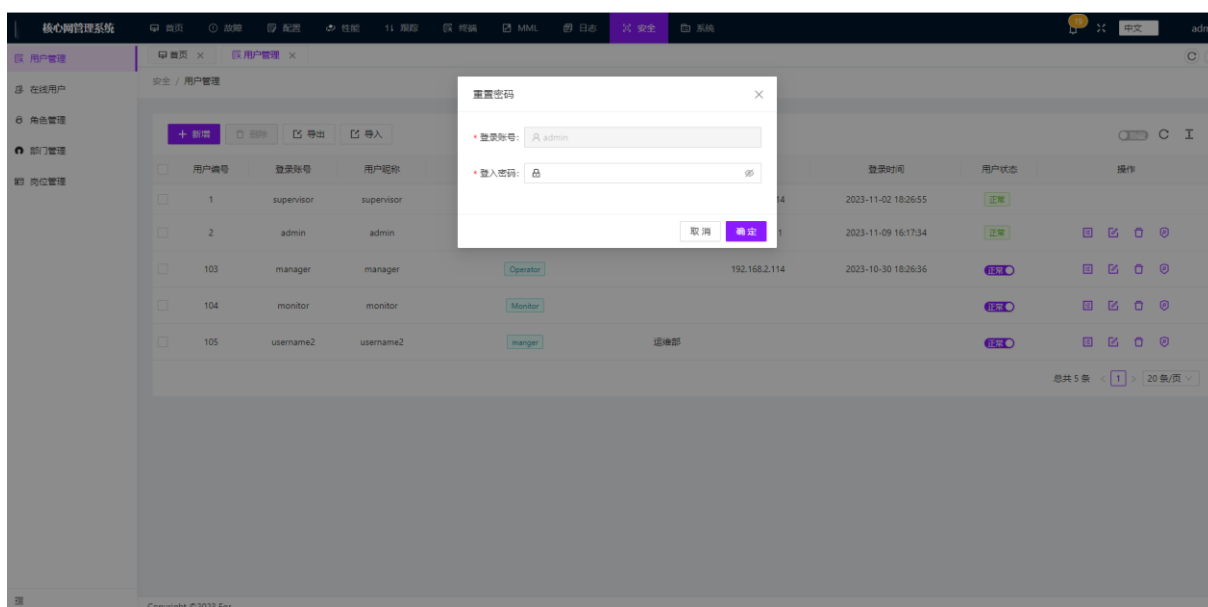 核心网管理系统 首页 故障 配置 性能 跟踪 终端 MML 日志 安全 系统 中文
用户管理 首页 用户管理
在线用户 安全 / 用户管理
角色管理
部门管理
岗位管理
重置密码
* 登录账号: admin
* 登入密码:
取 消 确 定
+ 新增 删除 导出 导入
用户编号 登录账号 用户昵称 登录时间 用户状态 操作
1 supervisor supervisor 14 2023-11-02 18:26:55 正常
2 admin admin 1 2023-11-09 16:17:34 正常
103 manager manager Operator 192.168.2.114 2023-10-30 18:26:36 正常
104 monitor monitor Monitor 正常
105 username2 username2 manger 运维部 正常
总共 5 条 < 1 > 20 条/页